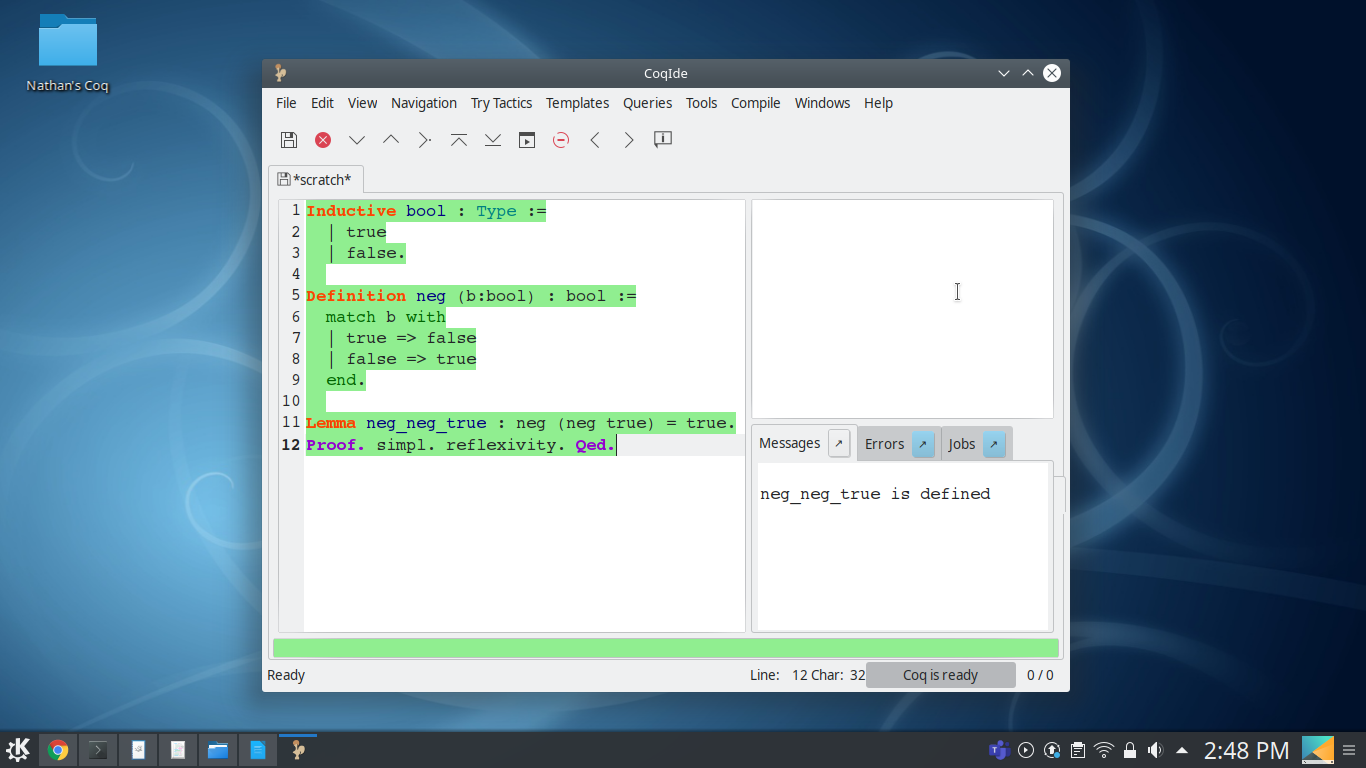 Nathan's Coq
CoqIde
File Edit View Navigation Try Tactics Templates Queries Tools Compile Windows Help
*scratch*
1 Inductive bool : Type :=
2   | true
3   | false.
4
5 Definition neg (b:bool) : bool :=
6   match b with
7   | true => false
8   | false => true
9   end.
10
11 Lemma neg_neg_true : neg (neg true) = true.
12 Proof. simpl. reflexivity. Qed.
Messages Errors Jobs
neg_neg_true is defined
Ready Line: 12 Char: 32 Coq is ready 0 / 0
2:48 PM